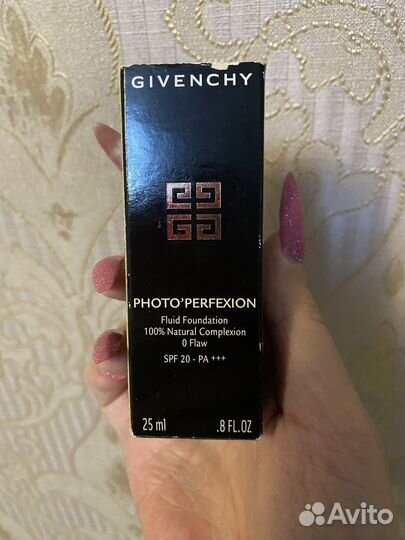 GIVENCHY
PHOTO'PERFEXION
Fluid Foundation
100% Natural Complexion
0 Flaw
SPF 20 - PA +++
25 ml .8 FL.OZ
Avito